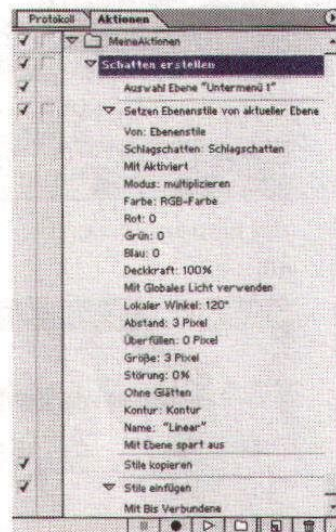 Protokoll Aktionen
MeineAktionen
Schatten erstellen
Auswahl Ebene "Untermenü 1"
Setzen Ebenenstile von aktueller Ebene
Von: Ebenenstile
Schlagschatten: Schlagschatten
Mit Aktiviert
Modus: multiplizieren
Farbe: RGB-Farbe
Rot: 0
Grün: 0
Blau: 0
Deckkraft: 100%
Mit Globales Licht verwenden
Lokaler Winkel: 120°
Abstand: 3 Pixel
Überfüllen: 0 Pixel
Größe: 3 Pixel
Störung: 0%
Ohne Glätten
Kontur: Kontur
Name: "Linear"
Mit Ebene spart aus
Stile kopieren
Stile einfügen
Mit Bis Verbundene